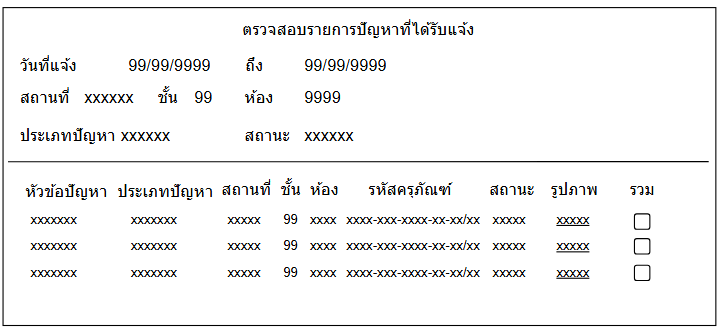 ตรวจสอบรายการปัญหาที่ได้รับแจ้ง
วันที่แจ้ง 99/99/9999 ถึง 99/99/9999
สถานที่ xxxxxx ชั้น 99 ห้อง 9999
ประเภทปัญหา xxxxxx สถานะ xxxxxx
หัวข้อปัญหา ประเภทปัญหา สถานที่ ชั้น ห้อง รหัสครุภัณฑ์ สถานะ รูปภาพ รวม
xxxxxxx xxxxxxx xxxxx 99 xxxx xxxx-xxx-xxxx-xx-xx/xx xxxxx xxxxx
xxxxxxx xxxxxxx xxxxx 99 xxxx xxxx-xxx-xxxx-xx-xx/xx xxxxx xxxxx
xxxxxxx xxxxxxx xxxxx 99 xxxx xxxx-xxx-xxxx-xx-xx/xx xxxxx xxxxx